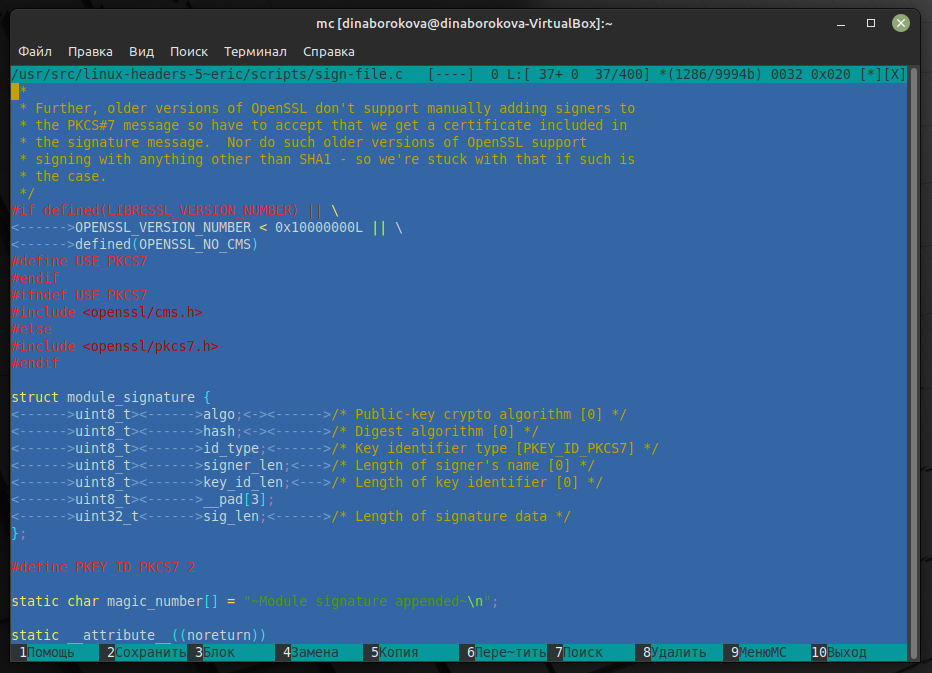 mc [dinaborokova@dinaborokova-VirtualBox]:~
Файл Правка Вид Поиск Терминал Справка
/usr/src/linux-headers-5~eric/scripts/sign-file.c [----] 0 L:[ 37+ 0 37/400] *(1286/9994b) 0032 0x020 [*][X]
*
* Further, older versions of OpenSSL don't support manually adding signers to
* the PKCS#7 message so have to accept that we get a certificate included in
* the signature message. Nor do such older versions of OpenSSL support
* signing with anything other than SHA1 - so we're stuck with that if such is
* the case.
*/
#if defined(LIBRESSL_VERSION_NUMBER) || \
<------>OPENSSL_VERSION_NUMBER < 0x10000000L || \
<------>defined(OPENSSL_NO_CMS)
#define USE_PKCS7
#endif
#ifndef USE_PKCS7
#include <openssl/cms.h>
#else
#include <openssl/pkcs7.h>
#endif
struct module_signature {
<------>uint8_t><------>algo;<-><------>/* Public-key crypto algorithm [0] */
<------>uint8_t><------>hash;<-><------>/* Digest algorithm [0] */
<------>uint8_t><------>id_type;<------>/* Key identifier type [PKEY_ID_PKCS7] */
<------>uint8_t><------>signer_len;<--->/* Length of signer's name [0] */
<------>uint8_t><------>key_id_len;<--->/* Length of key identifier [0] */
<------>uint8_t><------>__pad[3];
<------>uint32_t<------>sig_len;<------>/* Length of signature data */
};
#define PKEY_ID_PKCS7 2
static char magic_number[] = "~Module signature appended~\n";
static __attribute__((noreturn))
1Помощь 2Сохранить 3Блок 4Замена 5Копия 6Пере~тить 7Поиск 8Удалить 9МенюMC 10Выход